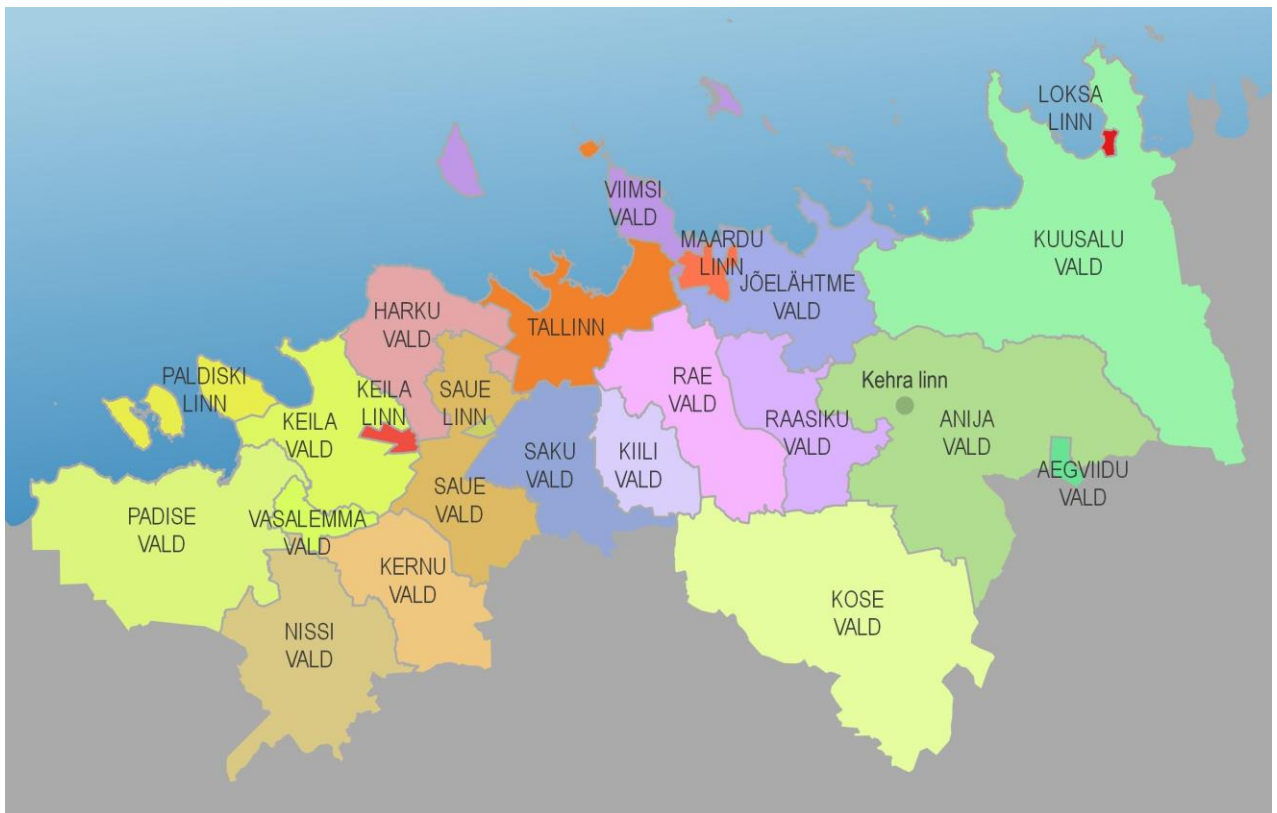 LOKSA
LINN
VIIMSI
VALD
MAARDU
LINN
KUUSALU
VALD
JÕELÄHTME
VALD
HARKU
VALD
TALLINN
PALDISKI
LINN
KEILA
LINN
SAUE
LINN
RAE
VALD
Kehra linn
KEILA
VALD
RAASIKU
VALD
ANIJA
VALD
SAKU
VALD
KIILI
VALD
AEGVIIDU
VALD
SAUE
VALD
PADISE
VALD
VASALEMMA
VALD
KERNU
VALD
KOSE
VALD
NISSI
VALD